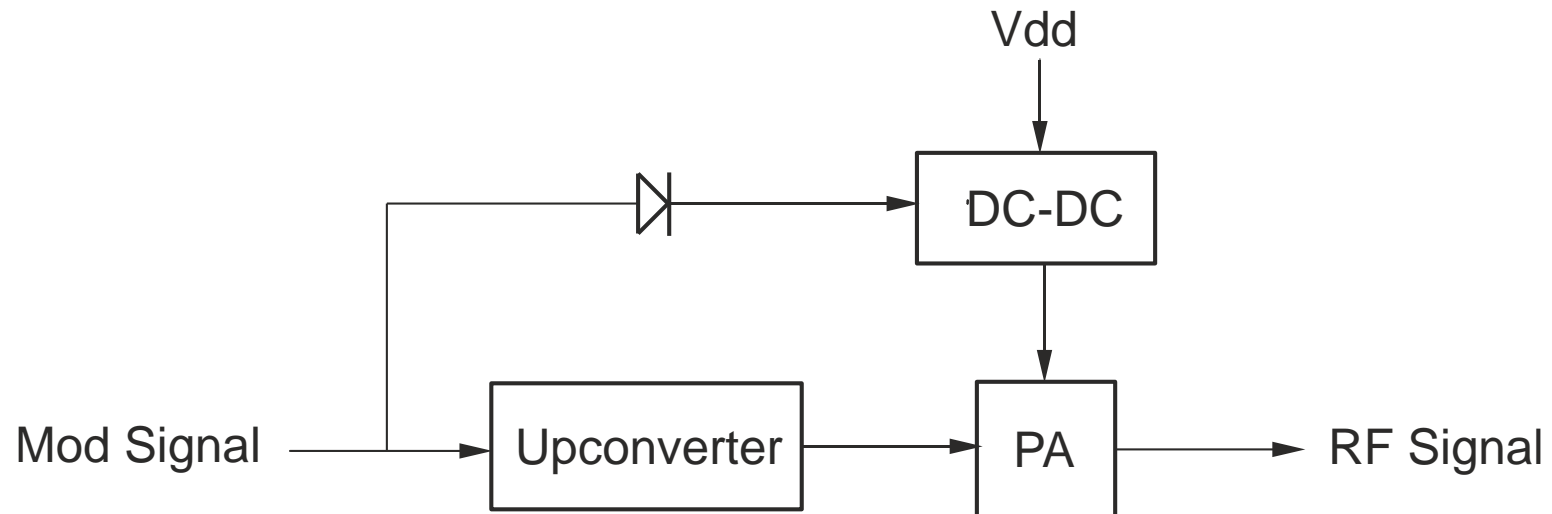 Vdd
DC-DC
Mod Signal
Upconverter
PA
RF Signal